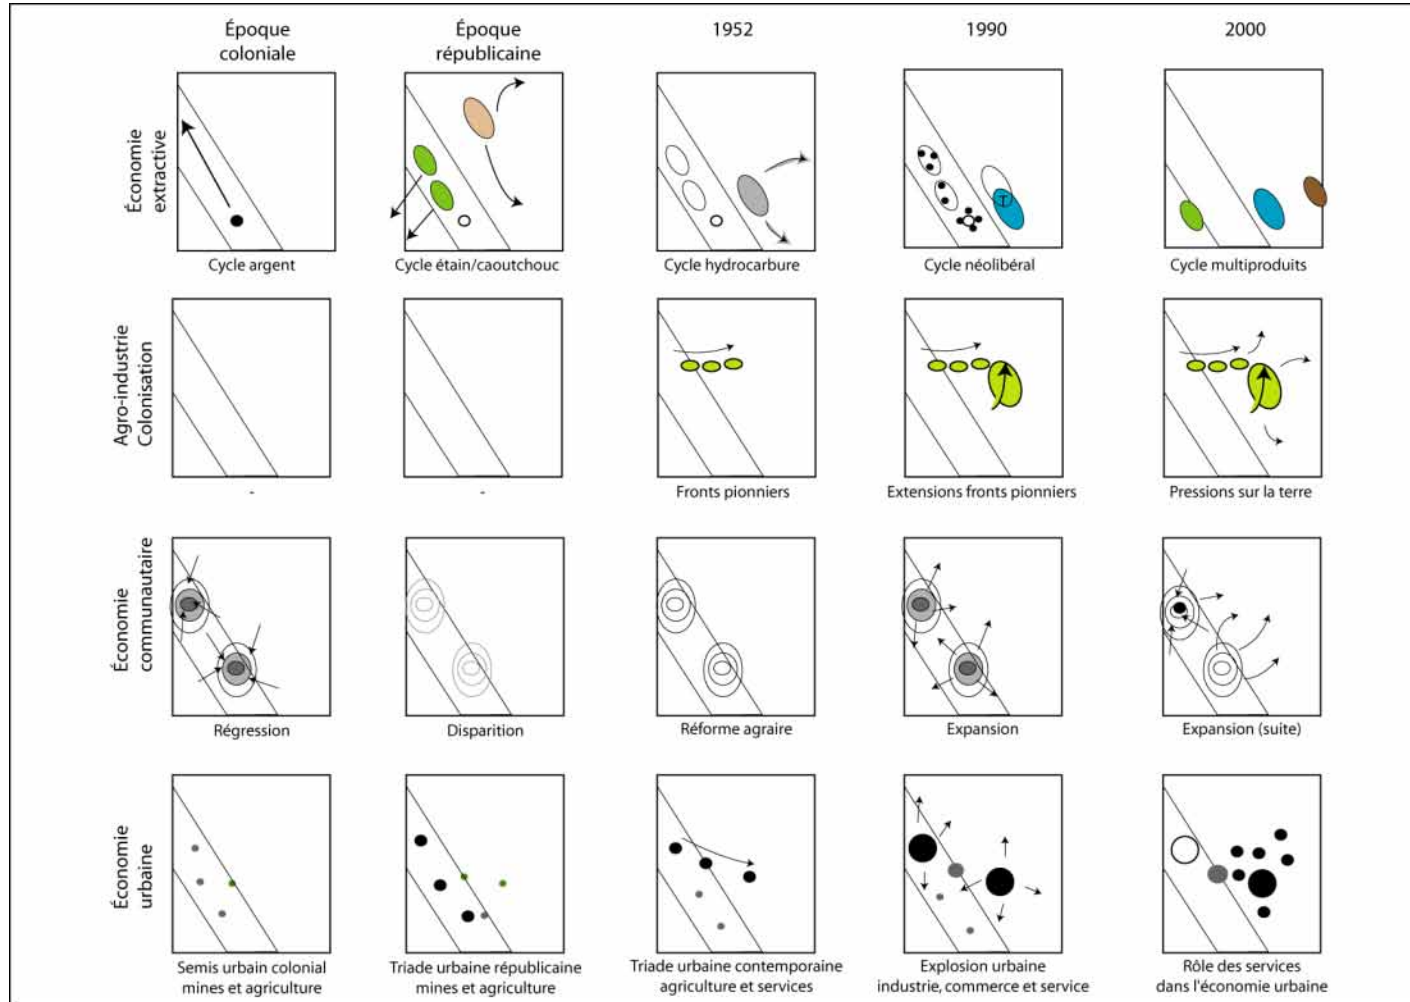 Époque
coloniale
Époque
républicaine
1952
1990
2000
Économie
extractive
T
Cycle argent
Cycle étain/caoutchouc
Cycle hydrocarbure
Cycle néolibéral
Cycle multiproduits
Agro-industrie
Colonisation
-
-
Fronts pionniers
Extensions fronts pionniers
Pressions sur la terre
Économie
communautaire
Régression
Disparition
Réforme agraire
Expansion
Expansion (suite)
Économie
urbaine
Semis urbain colonial
mines et agriculture
Triade urbaine républicaine
mines et agriculture
Triade urbaine contemporaine
agriculture et services
Explosion urbaine
industrie, commerce et service
Rôle des services
dans l'économie urbaine